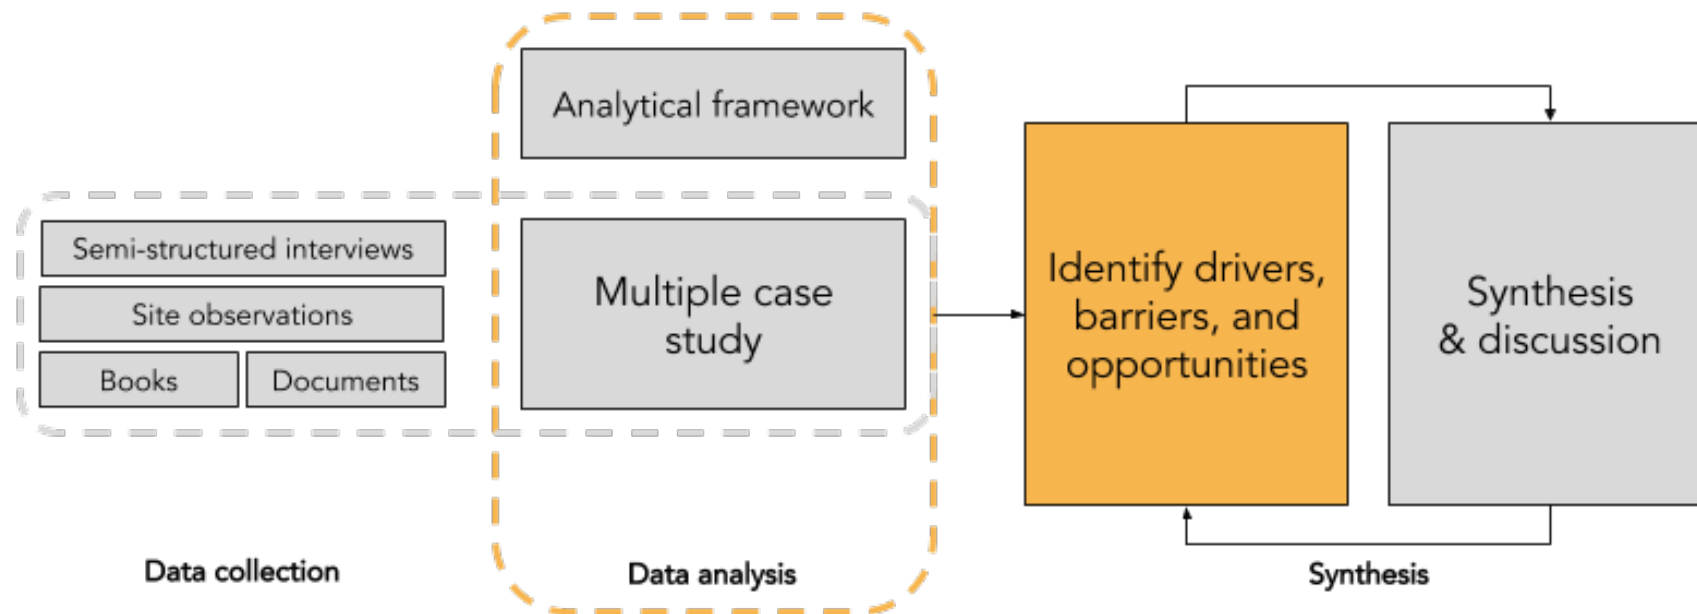 Analytical framework
Semi-structured interviews
Site observations
Books
Documents
Multiple case
study
Identify drivers,
barriers, and
opportunities
Synthesis
& discussion
Data collection
Data analysis
Synthesis